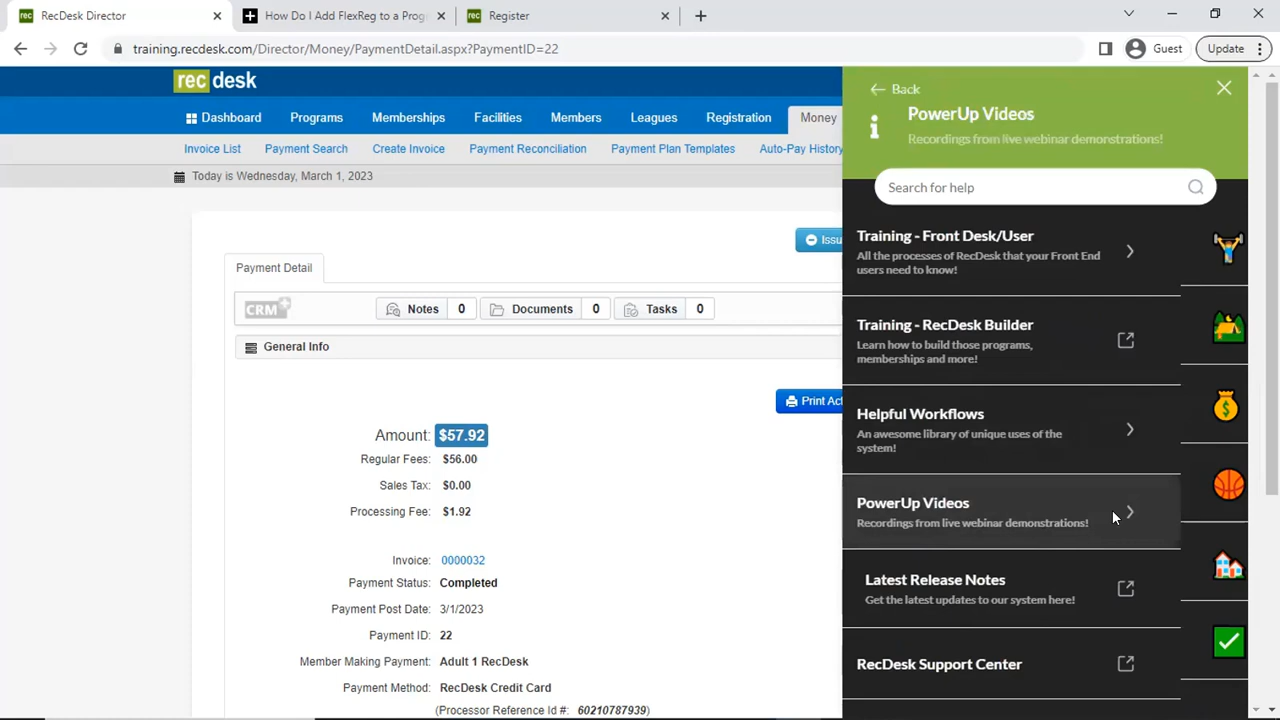 RecDesk Director
How Do I Add FlexReg to a Prog
Register
training.recdesk.com/Director/Money/PaymentDetail.aspx?PaymentID=22
Guest
Update
rec desk
Dashboard Programs Memberships Facilities Members Leagues Registration Money
Invoice List Payment Search Create Invoice Payment Reconciliation Payment Plan Templates Auto-Pay History
Today is Wednesday, March 1, 2023
Issu
Payment Detail
CRM+ Notes 0 Documents 0 Tasks 0
General Info
Print Act
Amount: $57.92
Regular Fees: $56.00
Sales Tax: $0.00
Processing Fee: $1.92
Invoice: 0000032
Payment Status: Completed
Payment Post Date: 3/1/2023
Payment ID: 22
Member Making Payment: Adult 1 RecDesk
Payment Method: RecDesk Credit Card
(Processor Reference Id #: 60210787939)
Back
PowerUp Videos
Recordings from live webinar demonstrations!
Search for help
Training - Front Desk/User
All the processes of RecDesk that your Front End
users need to know!
Training - RecDesk Builder
Learn how to build those programs,
memberships and more!
Helpful Workflows
An awesome library of unique uses of the
system!
PowerUp Videos
Recordings from live webinar demonstrations!
Latest Release Notes
Get the latest updates to our system here!
RecDesk Support Center